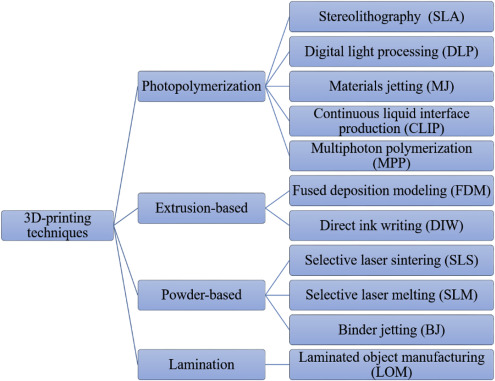 3D-printing
techniques
Photopolymerization
Stereolithography (SLA)
Digital light processing (DLP)
Materials jetting (MJ)
Continuous liquid interface
production (CLIP)
Multiphoton polymerization
(MPP)
Extrusion-based
Fused deposition modeling (FDM)
Direct ink writing (DIW)
Powder-based
Selective laser sintering (SLS)
Selective laser melting (SLM)
Binder jetting (BJ)
Lamination
Laminated object manufacturing
(LOM)